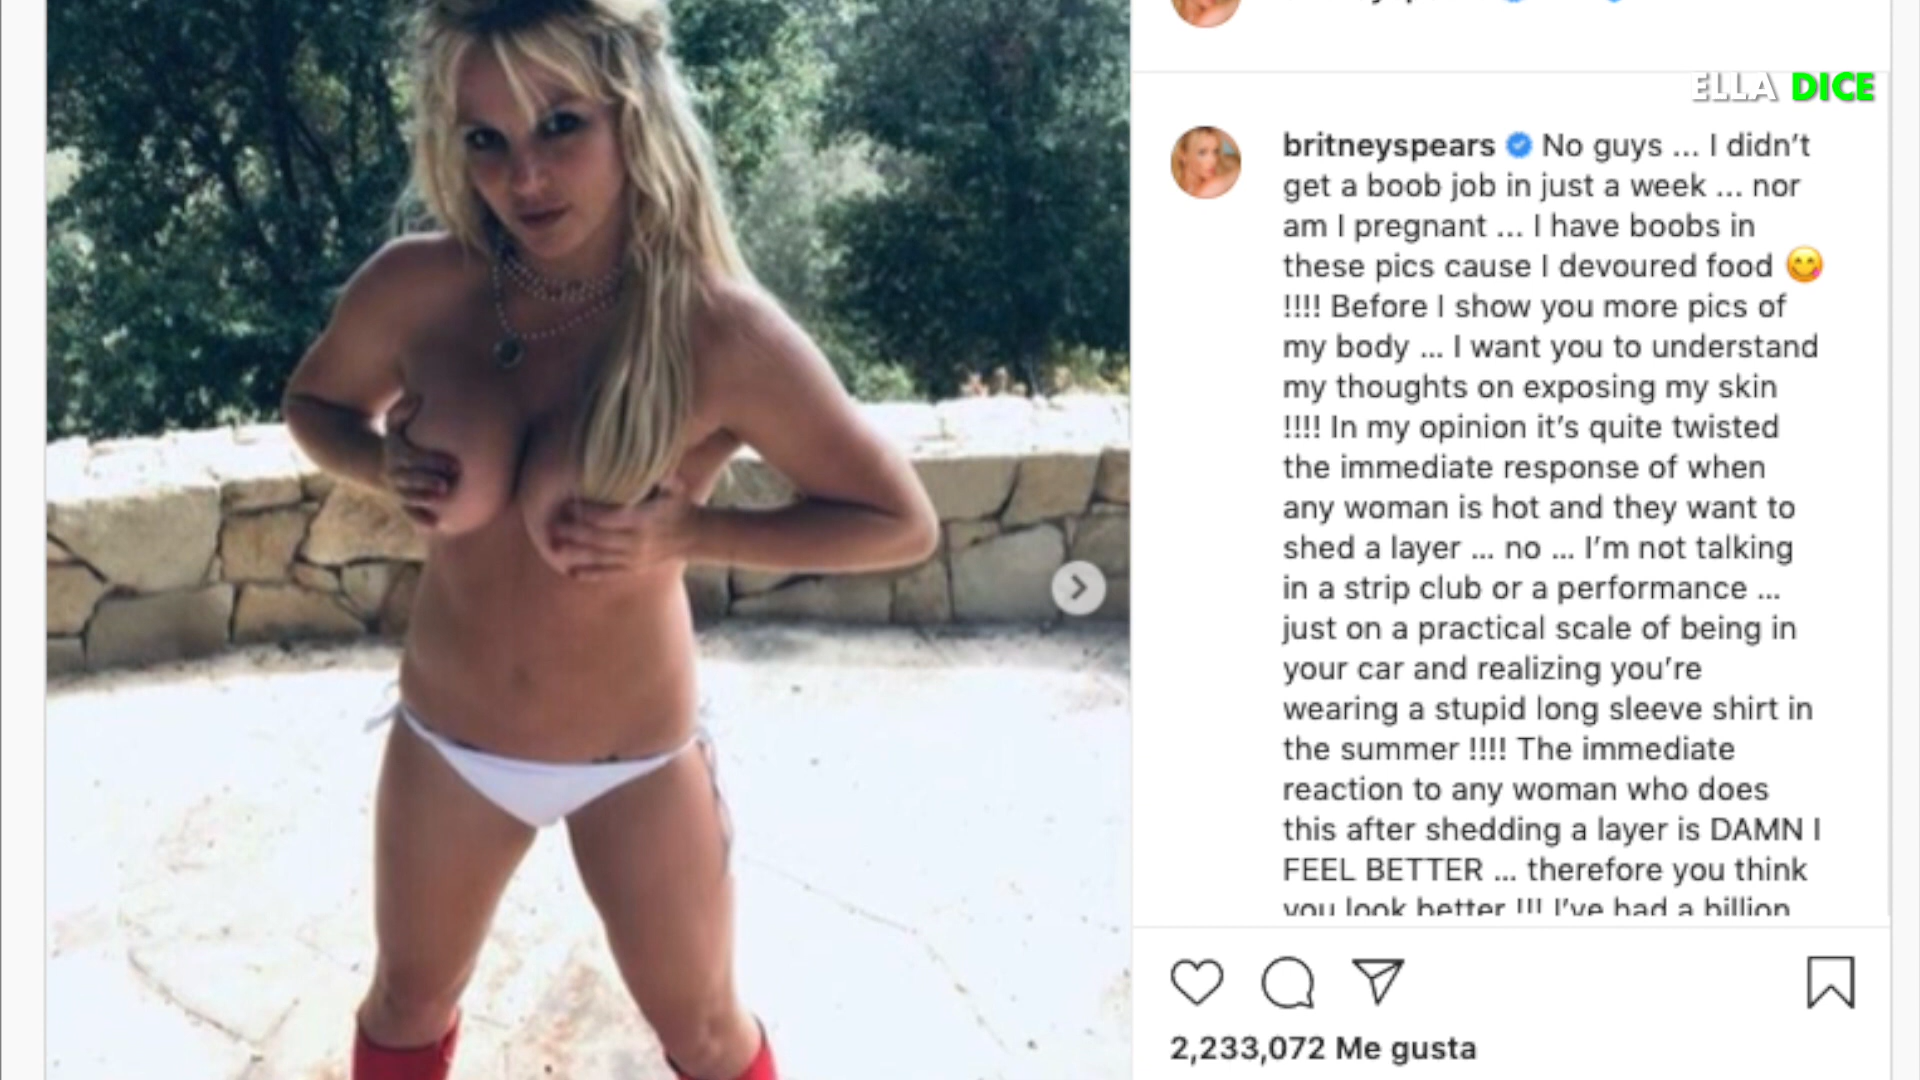 ELLA DICE
britneyspears No guys ... I didn’t
get a boob job in just a week ... nor
am I pregnant ... I have boobs in
these pics cause I devoured food 😋
!!!! Before I show you more pics of
my body ... I want you to understand
my thoughts on exposing my skin
!!!! In my opinion it’s quite twisted
the immediate response of when
any woman is hot and they want to
shed a layer ... no ... I’m not talking
in a strip club or a performance ...
just on a practical scale of being in
your car and realizing you’re
wearing a stupid long sleeve shirt in
the summer !!!! The immediate
reaction to any woman who does
this after shedding a layer is DAMN I
FEEL BETTER ... therefore you think
you look better !!! I’ve had a billion
2,233,072 Me gusta